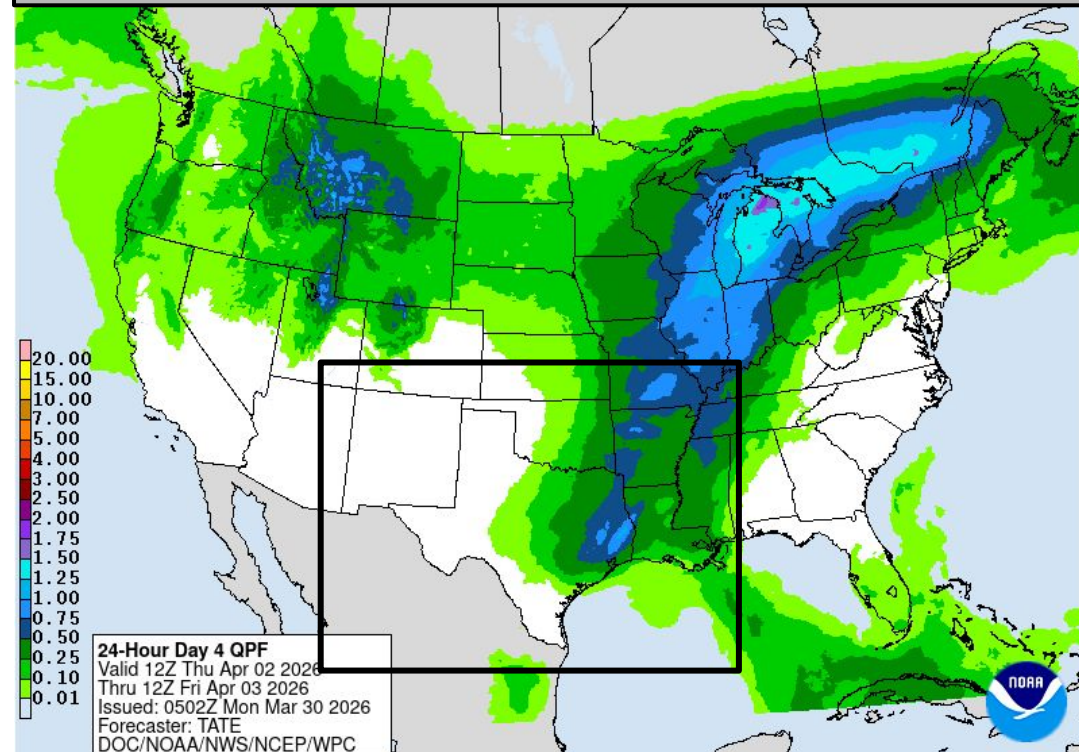 20.00
15.00
10.00
7.00
5.00
4.00
3.00
2.50
2.00
1.75
1.50
1.25
1.00
0.75
0.50
0.25
0.10
0.01
24-Hour Day 4 QPF
Valid 12Z Thu Apr 02 2026
Thru 12Z Fri Apr 03 2026
Issued: 0502Z Mon Mar 30 2026
Forecaster: TATE
DOC/NOAA/NWS/NCEP/WPC
NOAA